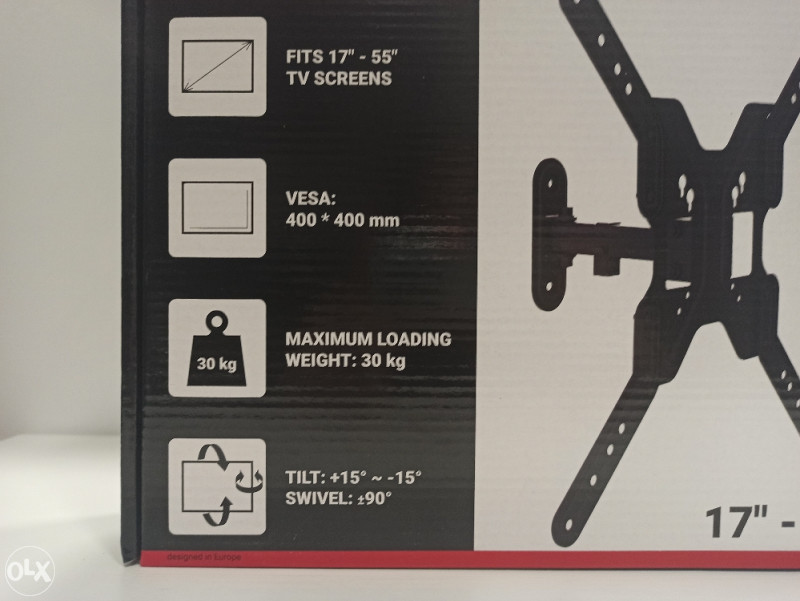 FITS 17" - 55"
TV SCREENS
VESA:
400 * 400 mm
30 kg
MAXIMUM LOADING
WEIGHT: 30 kg
TILT: +15° ~ -15°
SWIVEL: ±90°
17" -
designed in Europe
OLX